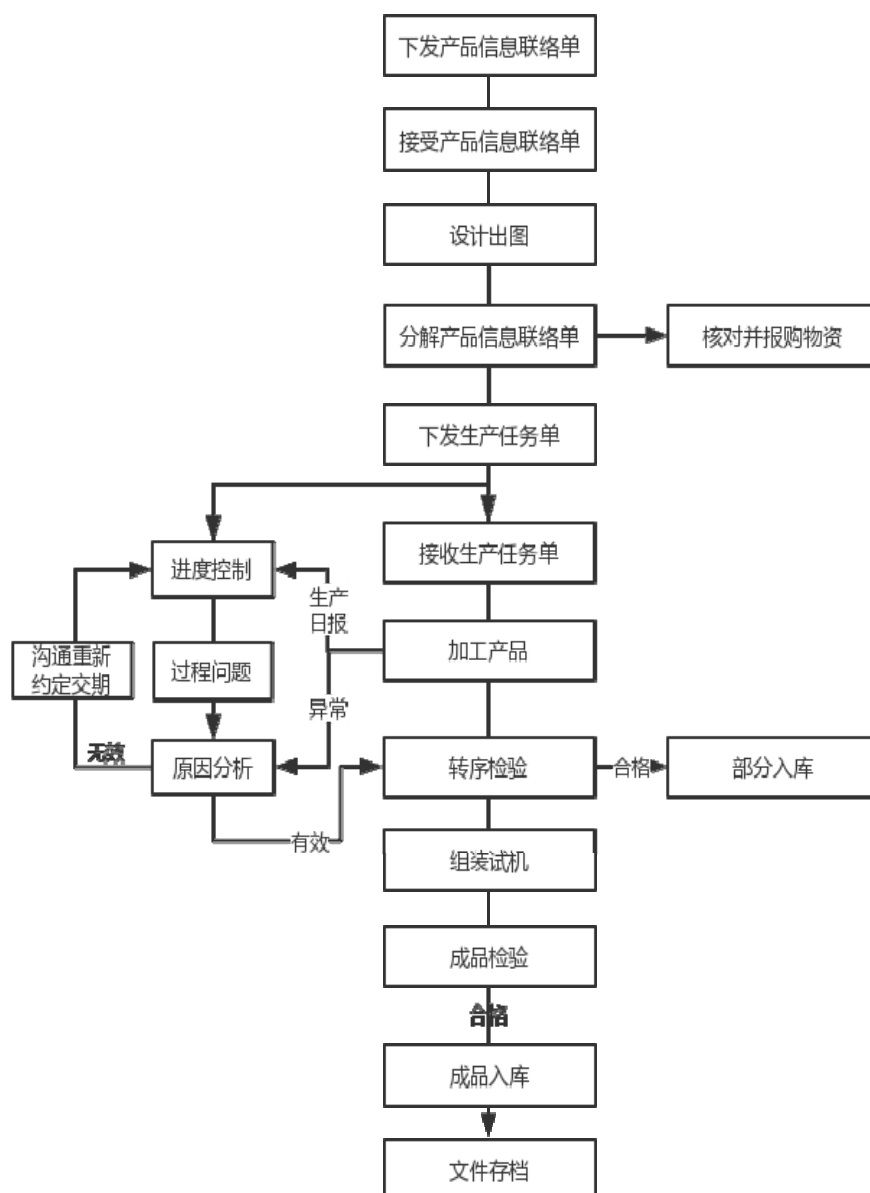 下发产品信息联络单
接受产品信息联络单
设计出图
分解产品信息联络单
核对并报购物资
下发生产任务单
进度控制
接收生产任务单
生产
日报
沟通重新
约定交期
过程问题
加工产品
异常
无效
原因分析
转序检验
合格
部分入库
有效
组装试机
成品检验
合格
成品入库
文件存档